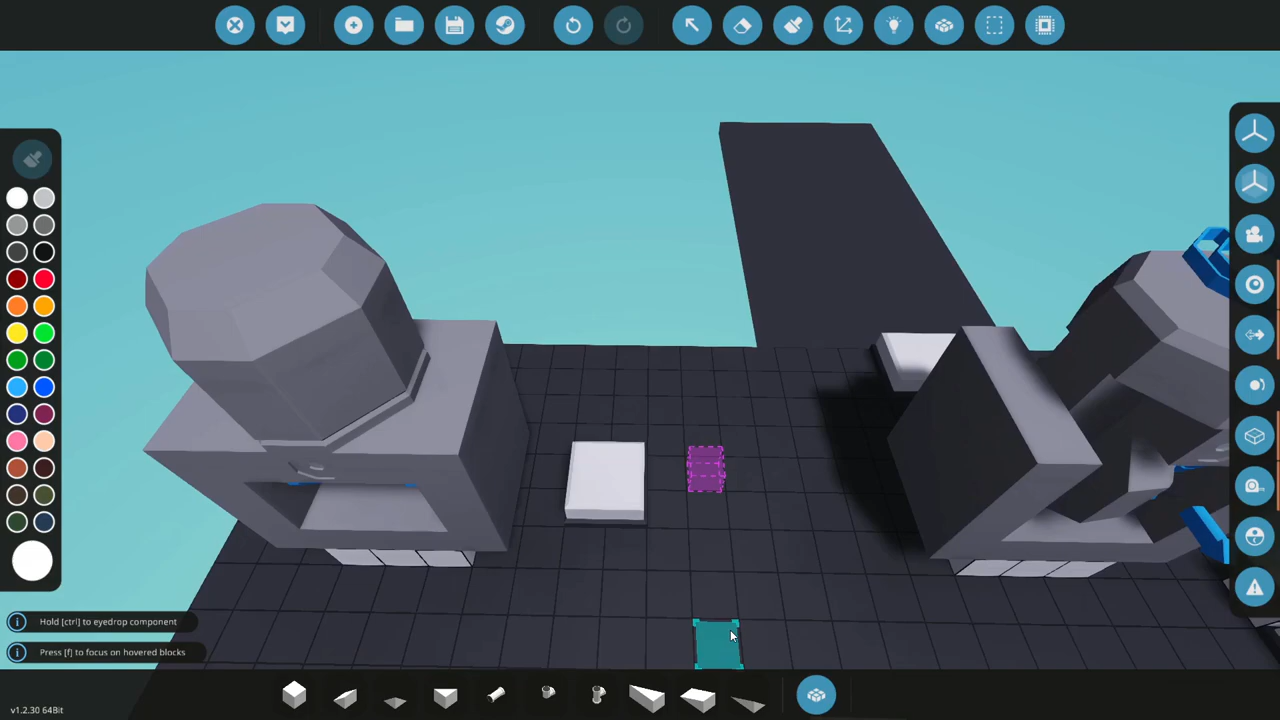 Hold [ctrl] to eyedrop component
Press [f] to focus on hovered blocks
v1.2.30 64Bit